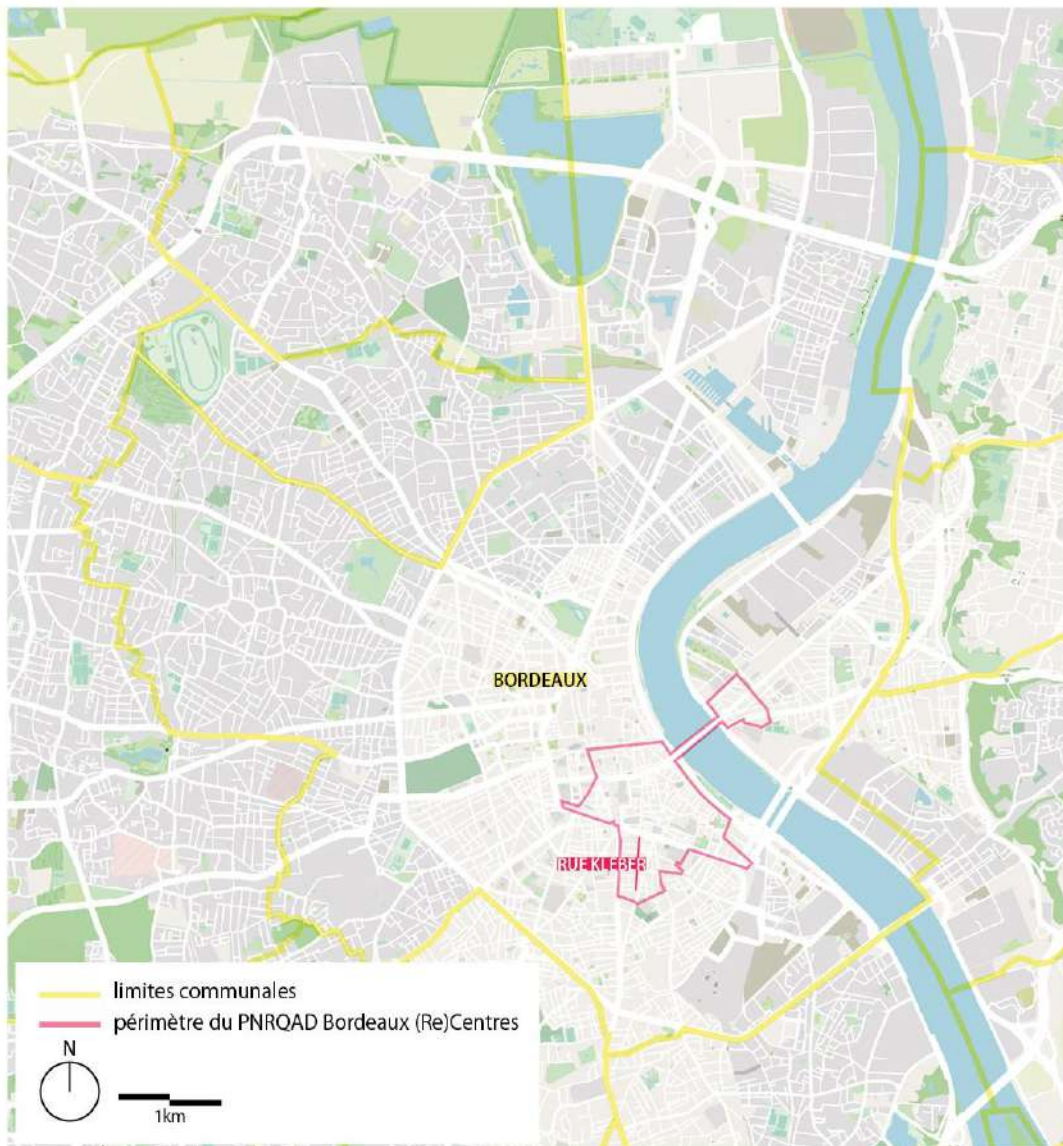 BORDEAUX
RUE KLEBER
limites communales
périmètre du PNRQAD Bordeaux (Re)Centres
N
1km